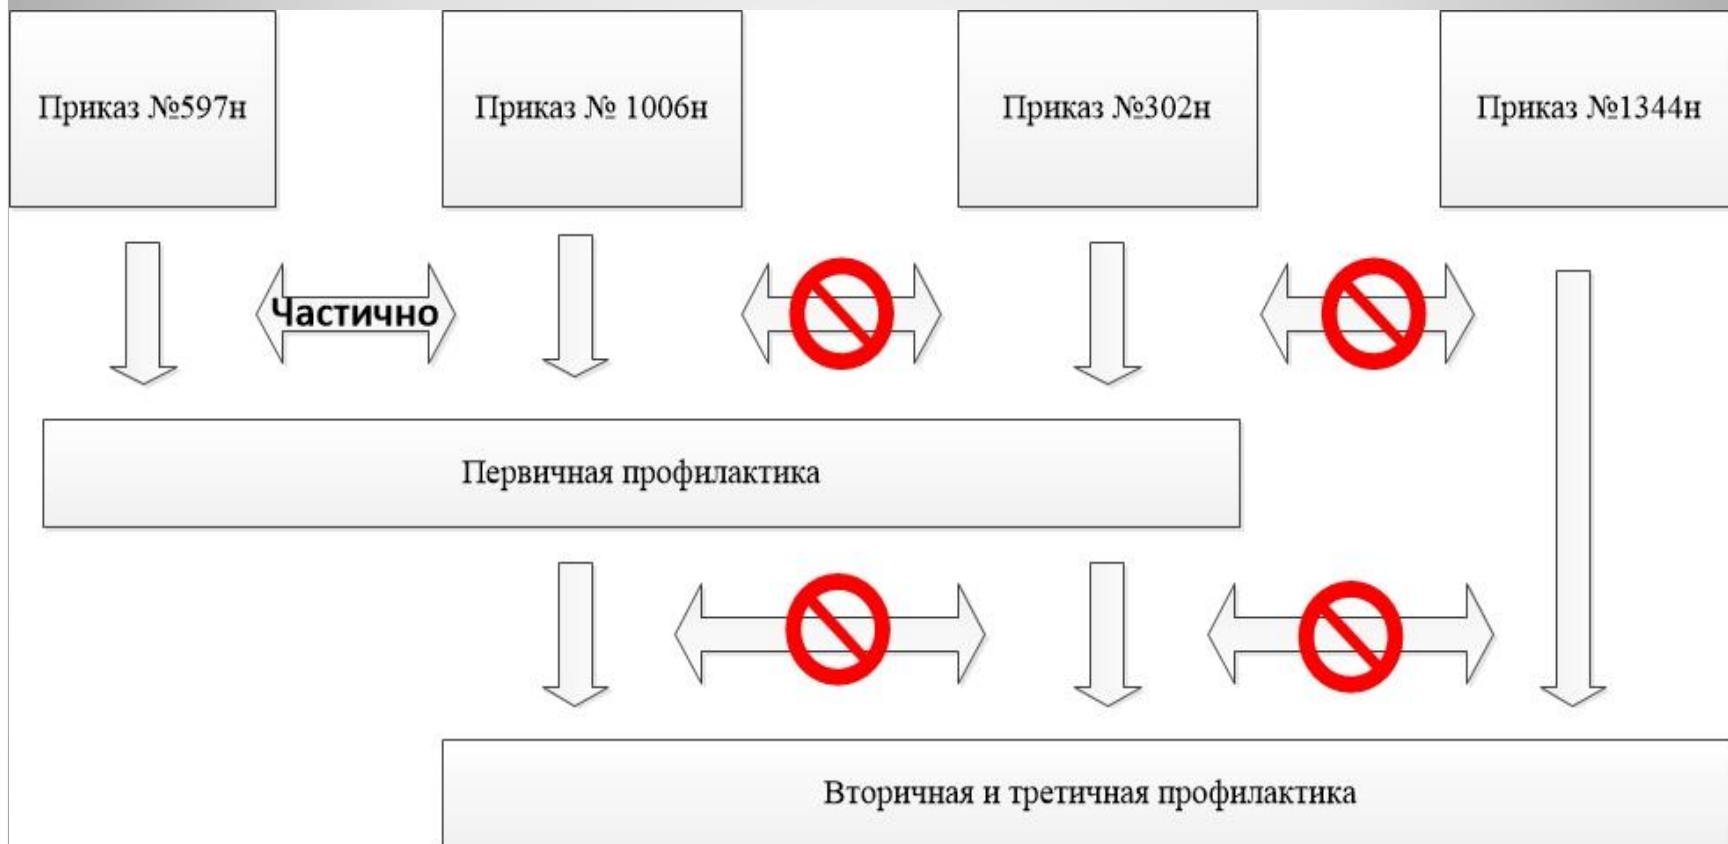 Приказ №597н
Приказ № 1006н
Приказ №302н
Приказ №1344н
Частично
Первичная профилактика
Вторичная и третичная профилактика